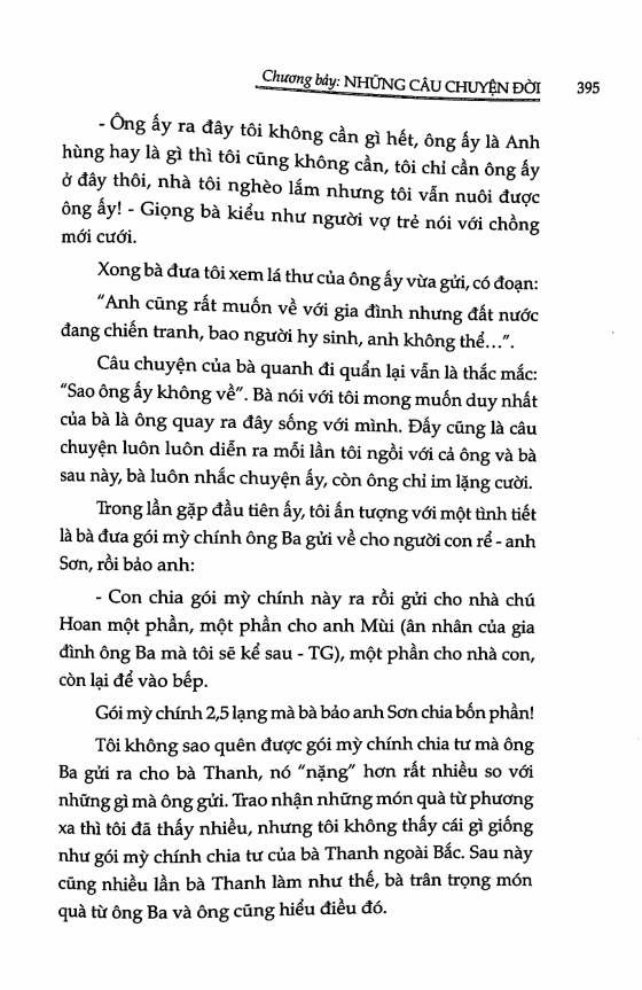 Chương bảy: NHỮNG CÂU CHUYỆN ĐỜI 395
- Ông ấy ra đây tôi không cần gì hết, ông ấy là Anh
hùng hay là gì thì tôi cũng không cần, tôi chỉ cần ông ấy
ở đây thôi, nhà tôi nghèo lắm nhưng tôi vẫn nuôi được
ông ấy! - Giọng bà kiểu như người vợ trẻ nói với chồng
mới cưới.
Xong bà đưa tôi xem lá thư của ông ấy vừa gửi, có đoạn:
"Anh cũng rất muốn về với gia đình nhưng đất nước
đang chiến tranh, bao người hy sinh, anh không thể...".
Câu chuyện của bà quanh đi quẩn lại vẫn là thắc mắc:
"Sao ông ấy không về". Bà nói với tôi mong muốn duy nhất
của bà là ông quay ra đây sống với mình. Đấy cũng là câu
chuyện luôn luôn diễn ra mỗi lần tôi ngồi với cả ông và bà
sau này, bà luôn nhắc chuyện ấy, còn ông chỉ im lặng cười.
Trong lần gặp đầu tiên ấy, tôi ấn tượng với một tình tiết
là bà đưa gói mỳ chính ông Ba gửi về cho người con rể - anh
Sơn, rồi bảo anh:
- Con chia gói mỳ chính này ra rồi gửi cho nhà chú
Hoan một phần, một phần cho anh Mùi (ân nhân của gia
đình ông Ba mà tôi sẽ kể sau - TG), một phần cho nhà con,
còn lại để vào bếp.
Gói mỳ chính 2,5 lạng mà bà bảo anh Sơn chia bốn phần!
Tôi không sao quên được gói mỳ chính chia tư mà ông
Ba gửi ra cho bà Thanh, nó "nặng" hơn rất nhiều so với
những gì mà ông gửi. Trao nhận những món quà từ phương
xa thì tôi đã thấy nhiều, nhưng tôi không thấy cái gì giống
như gói mỳ chính chia tư của bà Thanh ngoài Bắc. Sau này
cũng nhiều lần bà Thanh làm như thế, bà trân trọng món
quà từ ông Ba và ông cũng hiểu điều đó.